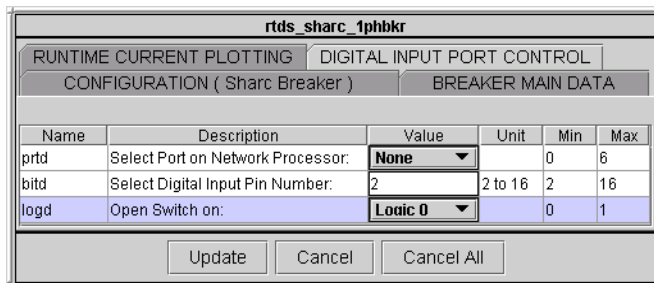 rtds_sharc_1phbkr
RUNTIME CURRENT PLOTTING DIGITAL INPUT PORT CONTROL
CONFIGURATION ( Sharc Breaker ) BREAKER MAIN DATA
Name Description Value Unit Min Max
prtd Select Port on Network Processor: None 0 6
bitd Select Digital Input Pin Number: 2 2 to 16 2 16
logd Open Switch on: Logic 0 0 1
Update Cancel Cancel All